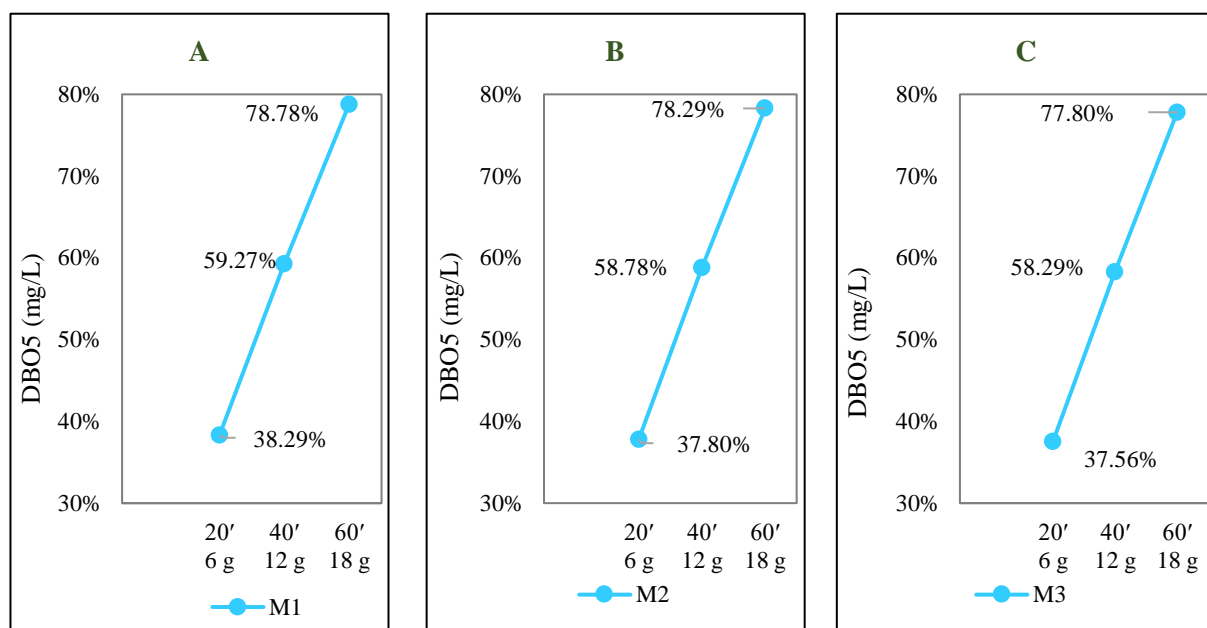 A
80%
70%
60%
50%
40%
30%
DBO5 (mg/L)
78.78%
59.27%
38.29%
20′ 40′ 60′
6 g 12 g 18 g
M1
B
80%
70%
60%
50%
40%
30%
DBO5 (mg/L)
78.29%
58.78%
37.80%
20′ 40′ 60′
6 g 12 g 18 g
M2
C
80%
70%
60%
50%
40%
30%
DBO5 (mg/L)
77.80%
58.29%
37.56%
20′ 40′ 60′
6 g 12 g 18 g
M3